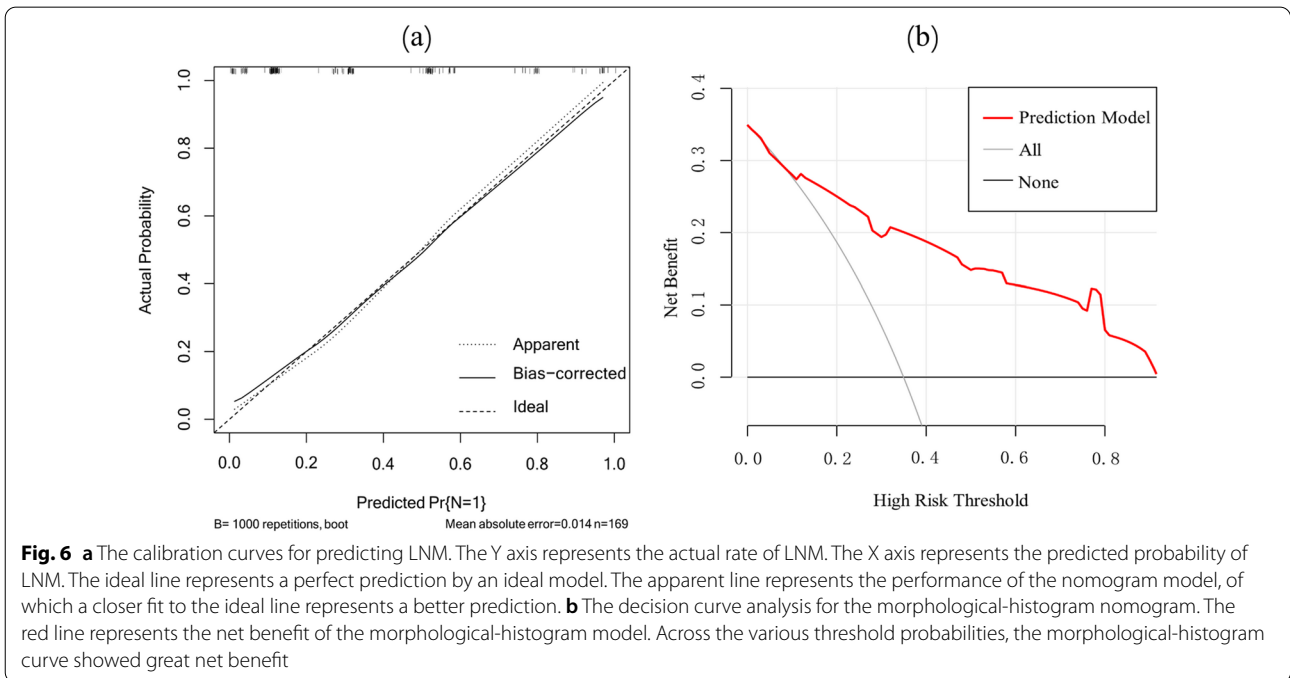 (a)
(b)
1.0
0.8
0.6
0.4
0.2
0.0
Actual Probability
Apparent
Bias-corrected
Ideal
0.0 0.2 0.4 0.6 0.8 1.0
Predicted Pr{N=1}
B= 1000 repetitions, boot
Mean absolute error=0.014 n=169
0.4
0.3
0.2
0.1
0.0
Net Benefit
Prediction Model
All
None
0.0 0.2 0.4 0.6 0.8
High Risk Threshold
Fig. 6 a The calibration curves for predicting LNM. The Y axis represents the actual rate of LNM. The X axis represents the predicted probability of
LNM. The ideal line represents a perfect prediction by an ideal model. The apparent line represents the performance of the nomogram model, of
which a closer fit to the ideal line represents a better prediction. b The decision curve analysis for the morphological-histogram nomogram. The
red line represents the net benefit of the morphological-histogram model. Across the various threshold probabilities, the morphological-histogram
curve showed great net benefit